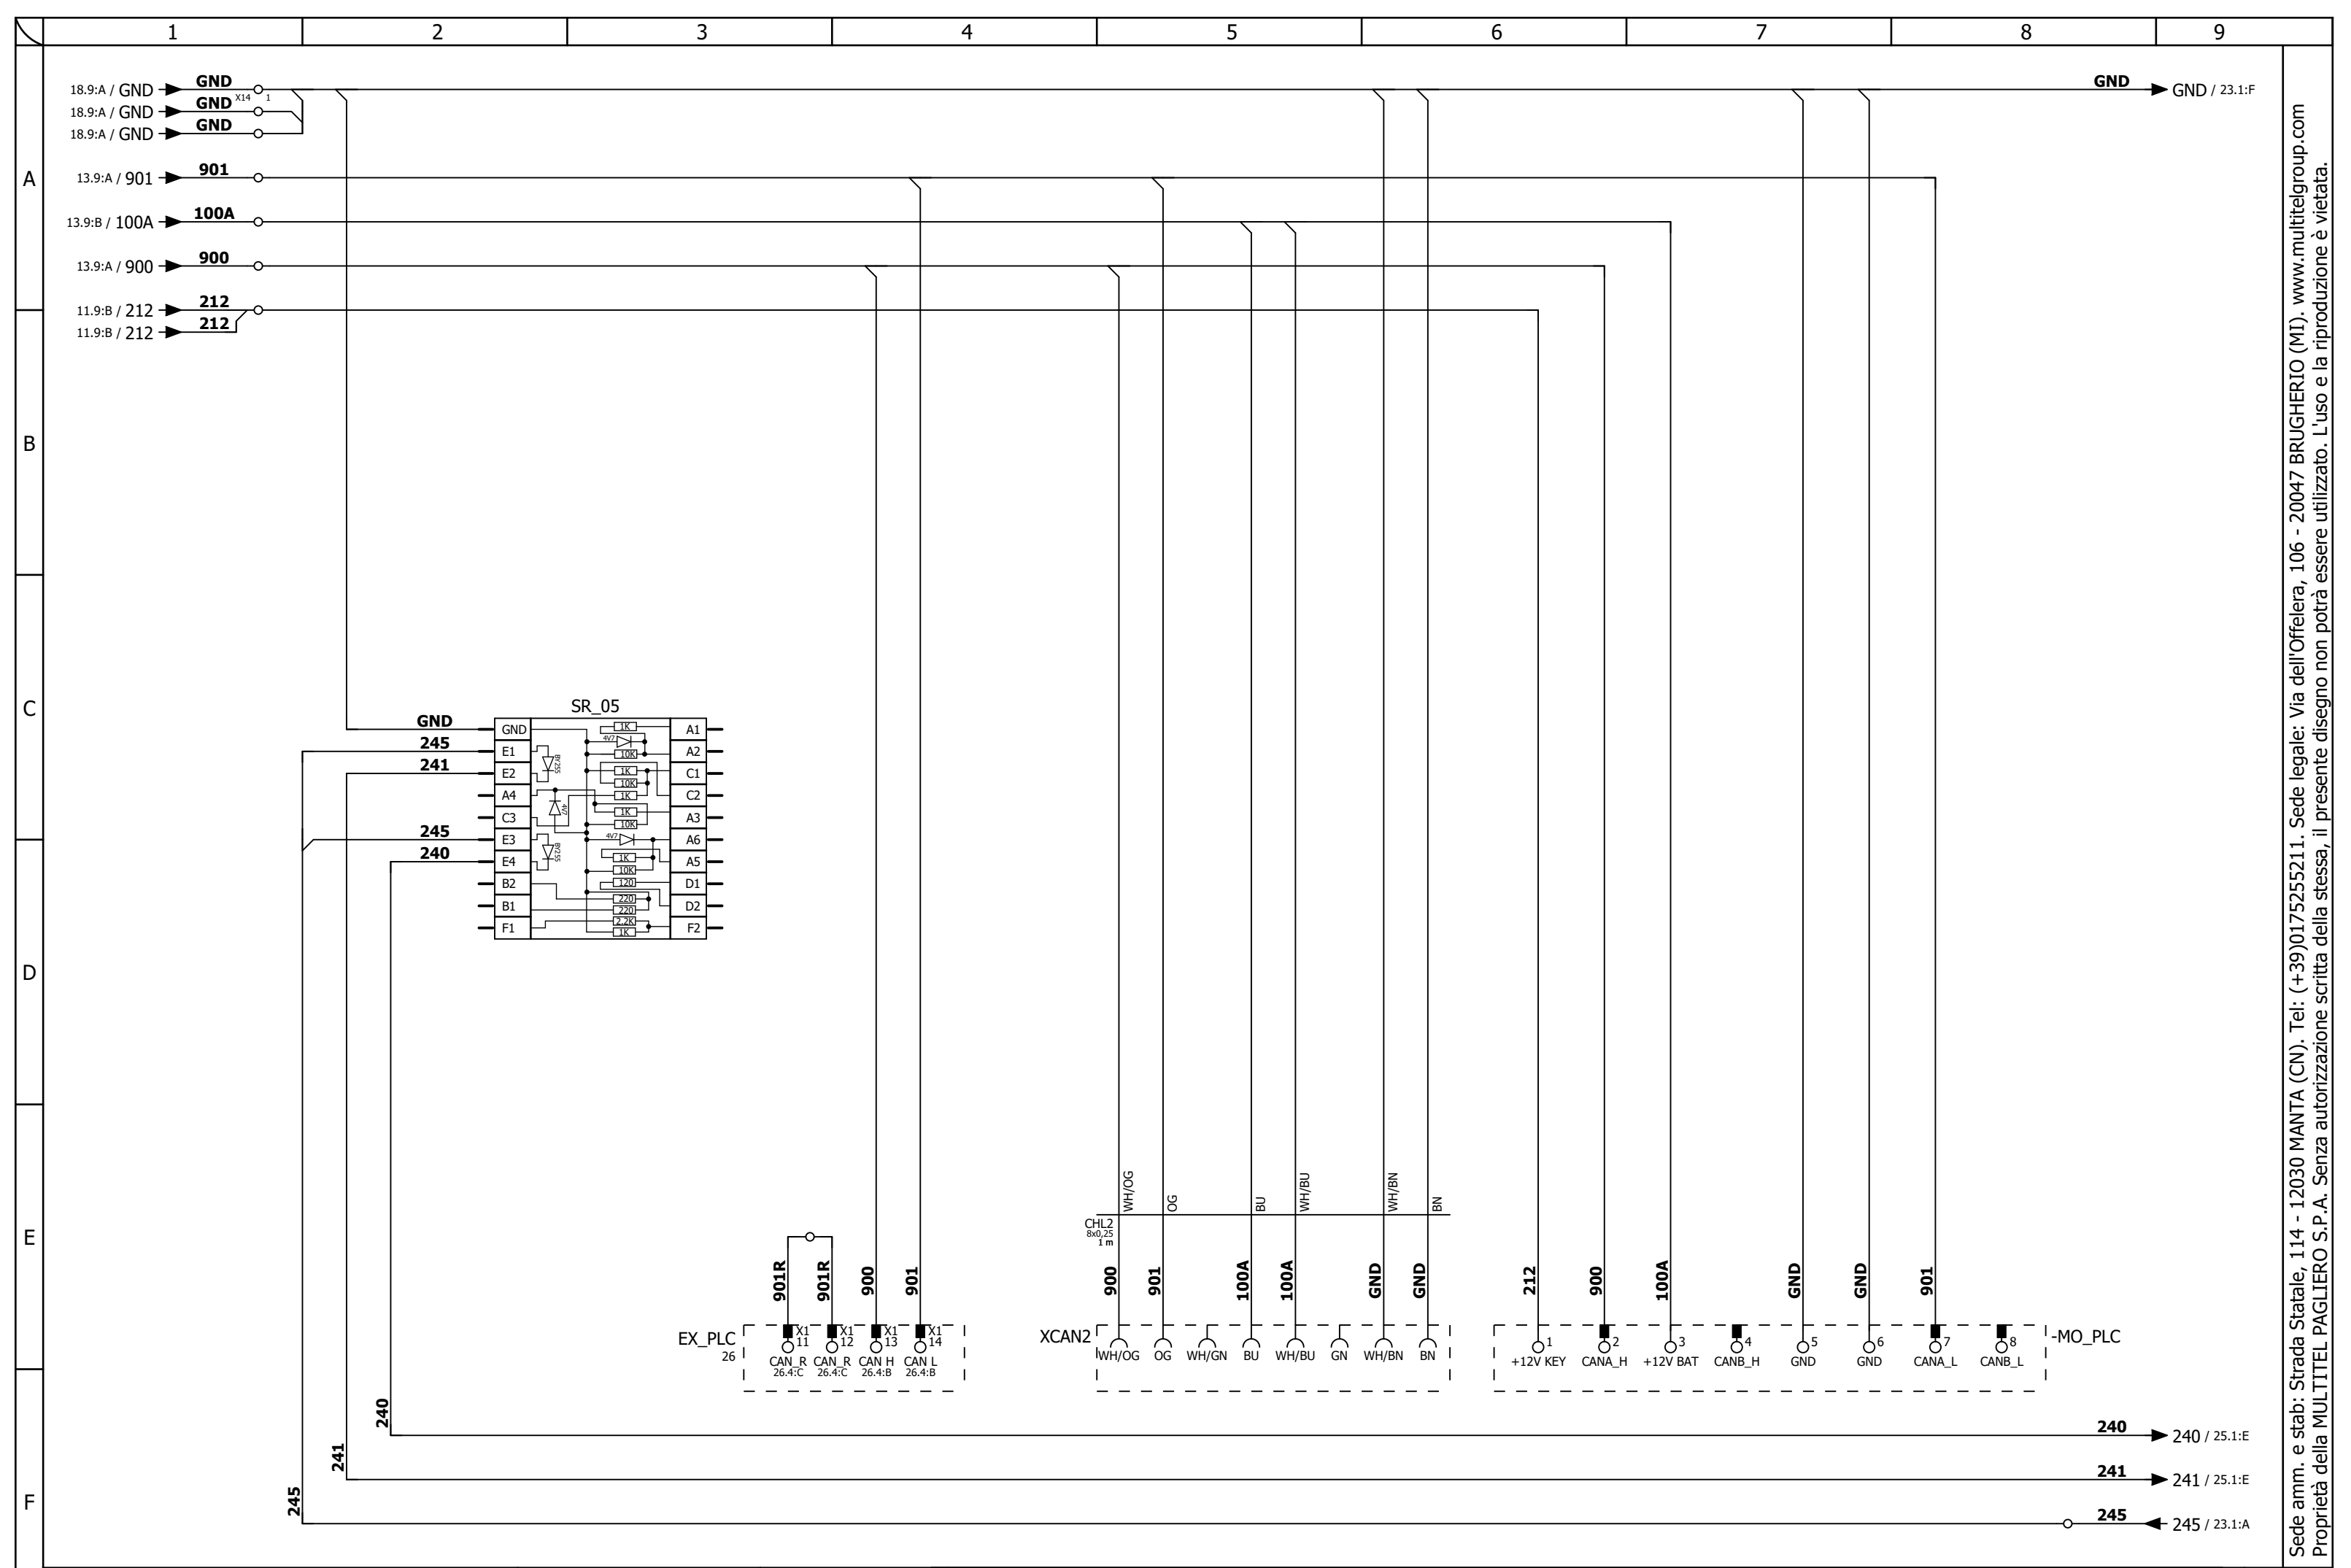 1 2 3 4 5 6 7 8 9
18.9:A / GND GND GND GND / 23.1:F
X14 1
18.9:A / GND GND
18.9:A / GND GND
A
13.9:A / 901 901
13.9:B / 100A 100A
13.9:A / 900 900
11.9:B / 212 212
11.9:B / 212 212
B
C
SR_05
GND GND 1K A1
245 E1 BY255 4V7 10K A2
241 E2 1K C1
A4 4V7 10K 1K C2
C3 1K 10K A3
245 E3 BY255 4V7 A6
240 E4 1K 10K A5
B2 120 D1
B1 220 220 D2
F1 2.2K 1K F2
D
E
WH/OG OG BU WH/BU WH/BN BN
CHL2
8x0,25
1 m
901R 901R 900 901 900 901 100A 100A GND GND 212 900 100A GND GND 901
EX_PLC
26
X1 11 X1 12 X1 13 X1 14
CAN_R CAN_R CAN H CAN L
26.4:C 26.4:C 26.4:B 26.4:B
XCAN2
WH/OG OG WH/GN BU WH/BU GN WH/BN BN
1 2 3 4 5 6 7 8
-MO_PLC
+12V KEY CANA_H +12V BAT CANB_H GND GND CANA_L CANB_L
F
240 240 240 / 25.1:E
241 241 241 / 25.1:E
245 245 245 / 23.1:A
Sede amm. e stab: Strada Statale, 114 - 12030 MANTA (CN). Tel: (+39)0175255211. Sede legale: Via dell'Offelera, 106 - 20047 BRUGHERIO (MI). www.multitelgroup.com
Proprietà della MULTITEL PAGLIERO S.P.A. Senza autorizzazione scritta della stessa, il presente disegno non potrà essere utilizzato. L'uso e la riproduzione è vietata.